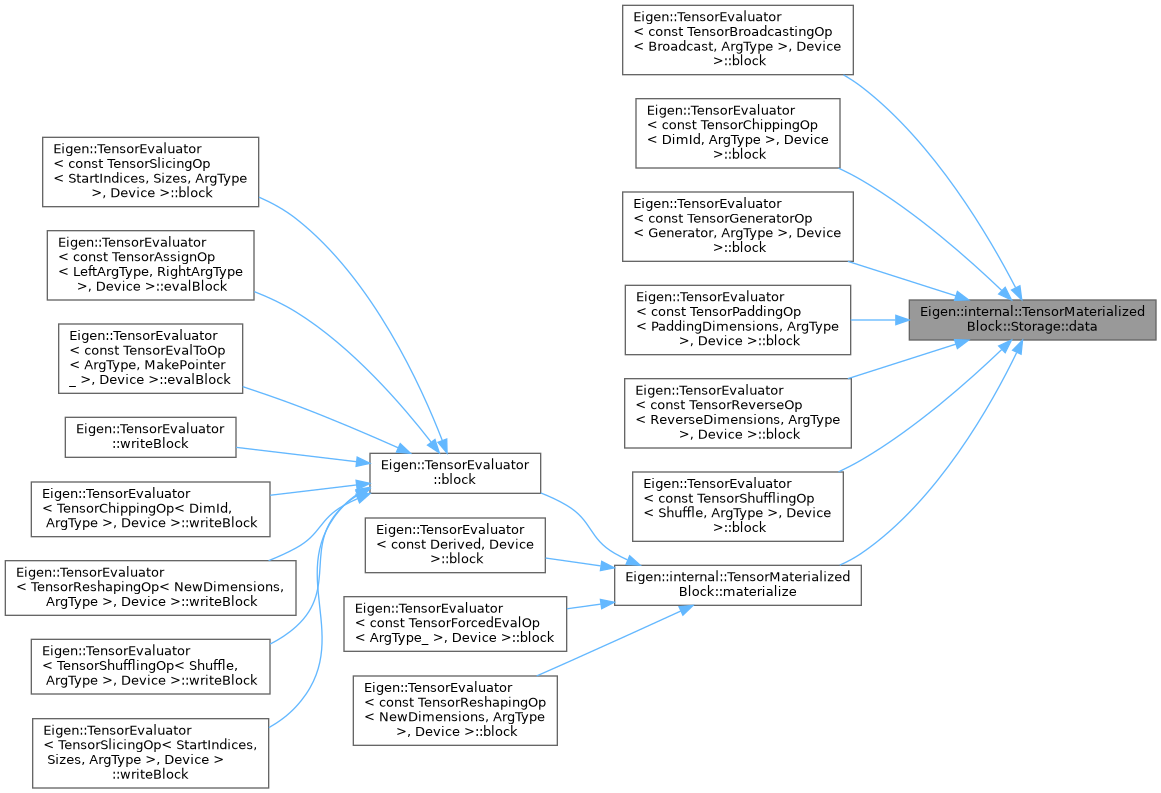 Eigen::TensorEvaluator
< const TensorBroadcastingOp
< Broadcast, ArgType >, Device
>::block
Eigen::TensorEvaluator
< const TensorChippingOp
< DimId, ArgType >, Device
>::block
Eigen::TensorEvaluator
< const TensorGeneratorOp
< Generator, ArgType >, Device
>::block
Eigen::TensorEvaluator
< const TensorPaddingOp
< PaddingDimensions, ArgType
>, Device >::block
Eigen::TensorEvaluator
< const TensorReverseOp
< ReverseDimensions, ArgType
>, Device >::block
Eigen::TensorEvaluator
< const TensorShufflingOp
< Shuffle, ArgType >, Device
>::block
Eigen::internal::TensorMaterialized
Block::Storage::data
Eigen::internal::TensorMaterialized
Block::materialize
Eigen::TensorEvaluator
::block
Eigen::TensorEvaluator
< const Derived, Device
>::block
Eigen::TensorEvaluator
< const TensorForcedEvalOp
< ArgType_ >, Device >::block
Eigen::TensorEvaluator
< const TensorReshapingOp
< NewDimensions, ArgType
>, Device >::block
Eigen::TensorEvaluator
< const TensorSlicingOp
< StartIndices, Sizes, ArgType
>, Device >::block
Eigen::TensorEvaluator
< const TensorAssignOp
< LeftArgType, RightArgType
>, Device >::evalBlock
Eigen::TensorEvaluator
< const TensorEvalToOp
< ArgType, MakePointer
_ >, Device >::evalBlock
Eigen::TensorEvaluator
::writeBlock
Eigen::TensorEvaluator
< TensorChippingOp< DimId,
ArgType >, Device >::writeBlock
Eigen::TensorEvaluator
< TensorReshapingOp< NewDimensions,
ArgType >, Device >::writeBlock
Eigen::TensorEvaluator
< TensorShufflingOp< Shuffle,
ArgType >, Device >::writeBlock
Eigen::TensorEvaluator
< TensorSlicingOp< StartIndices,
Sizes, ArgType >, Device >
::writeBlock